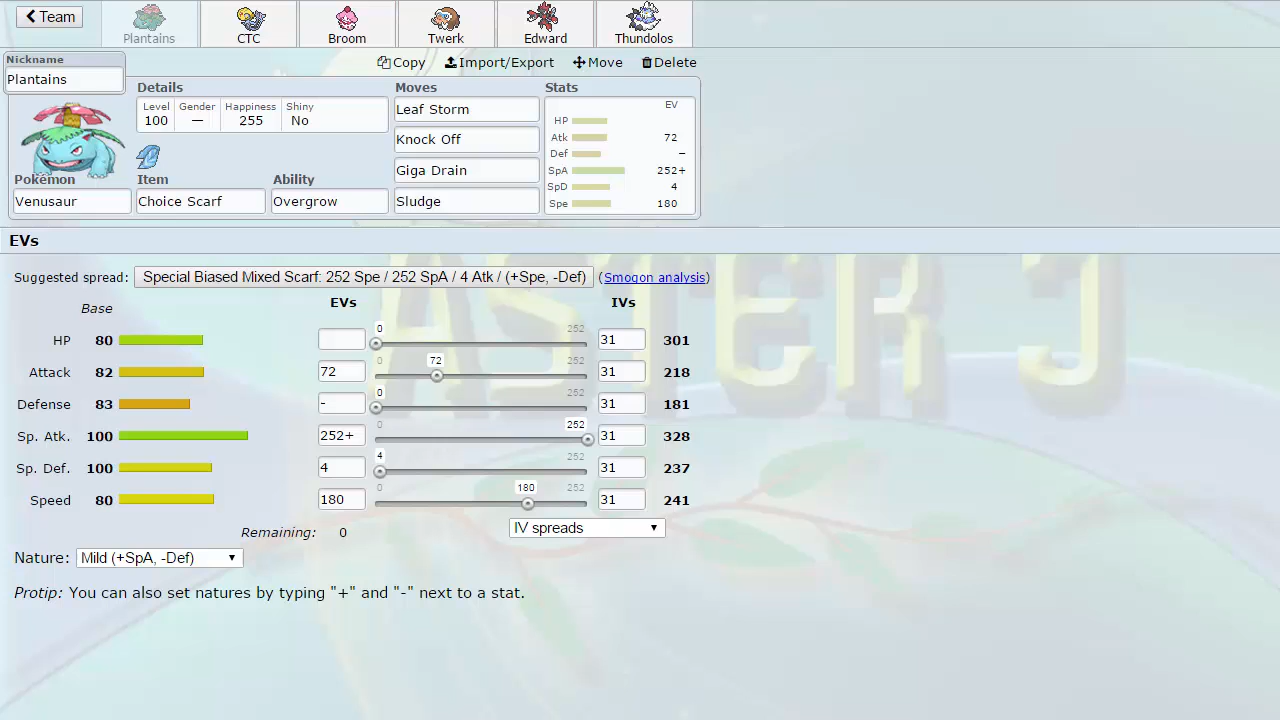 Team
Plantains
CTC
Broom
Twerk
Edward
Thundolos
Copy Import/Export Move Delete
Nickname
Plantains
Details
Level Gender Happiness Shiny
100 — 255 No
Pokémon Item Ability
Venusaur Choice Scarf Overgrow
Moves
Leaf Storm
Knock Off
Giga Drain
Sludge
Stats
EV
HP
Atk 72
Def –
SpA 252+
SpD 4
Spe 180
EVs
Suggested spread: Special Biased Mixed Scarf: 252 Spe / 252 SpA / 4 Atk / (+Spe, -Def) (Smogon analysis)
Base EVs IVs
HP 80 0 252 31 301
Attack 82 72 0 72 252 31 218
Defense 83 - 0 252 31 181
Sp. Atk. 100 252+ 0 252 31 328
Sp. Def. 100 4 4 252 31 237
Speed 80 180 0 180 252 31 241
Remaining: 0 IV spreads
Nature: Mild (+SpA, -Def)
Protip: You can also set natures by typing "+" and "-" next to a stat.
ASTER J